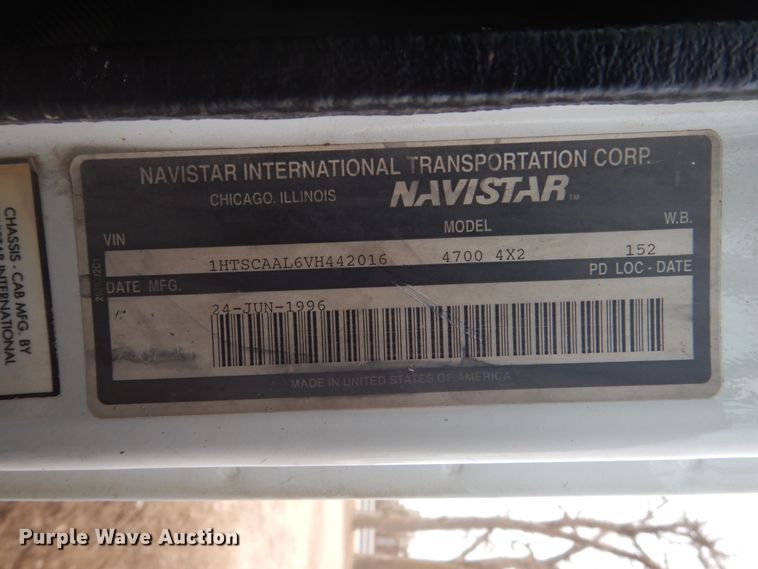 NAVISTAR INTERNATIONAL TRANSPORTATION CORP.
CHICAGO, ILLINOIS NAVISTAR TM
VIN MODEL W.B.
1HTSCAAL6VH442016 4700 4X2 152
DATE MFG. PD LOC - DATE
24-JUN-1996
MADE IN UNITED STATES OF AMERICA
CHASSIS - CAB MFG. BY
INTERNATIONAL
Purple Wave Auction